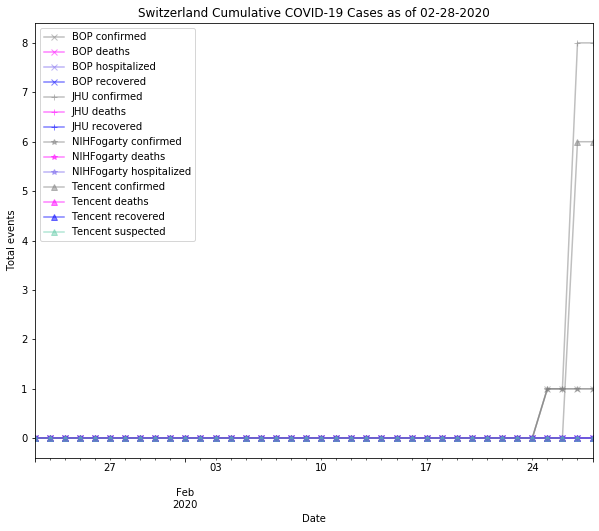 Switzerland Cumulative COVID-19 Cases as of 02-28-2020
BOP confirmed
BOP deaths
BOP hospitalized
BOP recovered
JHU confirmed
JHU deaths
JHU recovered
NIHFogarty confirmed
NIHFogarty deaths
NIHFogarty hospitalized
Tencent confirmed
Tencent deaths
Tencent recovered
Tencent suspected
Total events
8
7
6
5
4
3
2
1
0
27 03 10 17 24
Feb
2020
Date